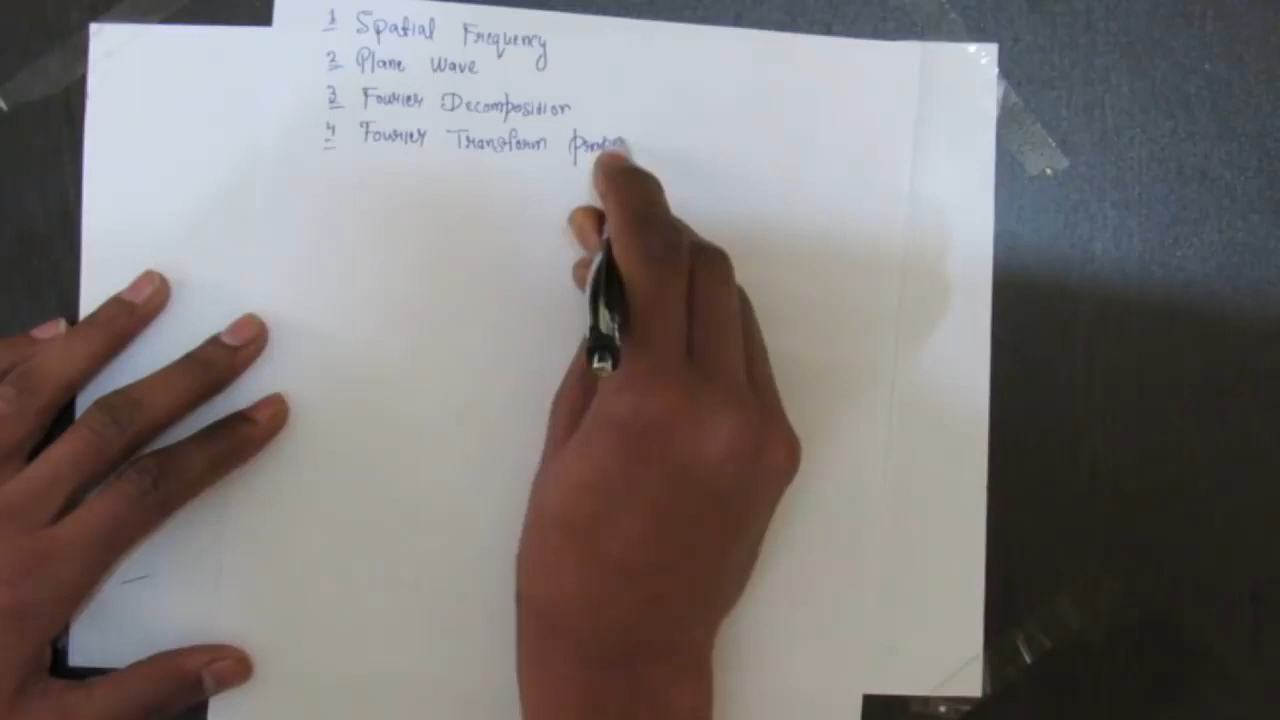 1 Spatial Frequency
2 Plane Wave
3 Fourier Decomposition
4 Fourier Transform